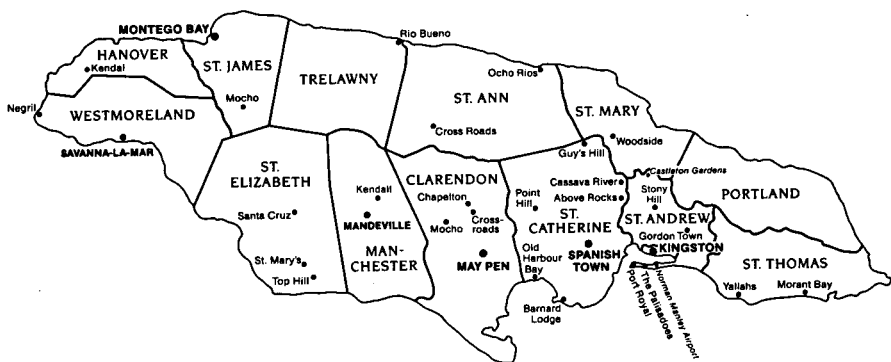 MONTEGO BAY
HANOVER
Kendal
ST. JAMES
Mocho
TRELAWNY
Rio Bueno
Ocho Rios
ST. ANN
Cross Roads
ST. MARY
Woodside
Guy's Hill
Negril
WESTMORELAND
SAVANNA-LA-MAR
ST.
ELIZABETH
Santa Cruz
St. Mary's
Top Hill
Kendall
MANDEVILLE
MAN-
CHESTER
CLARENDON
Chapelton
Cross-
roads
Mocho
MAY PEN
Point
Hill
Cassava River
Above Rocks
ST.
CATHERINE
Old
Harbour
Bay
SPANISH
TOWN
Barnard
Lodge
Castleton Gardens
Stony
Hill
ST. ANDREW
Gordon Town
KINGSTON
PORTLAND
ST. THOMAS
Yallahs
Morant Bay
Norman Manley Airport
The Palisadoes
Port Royal